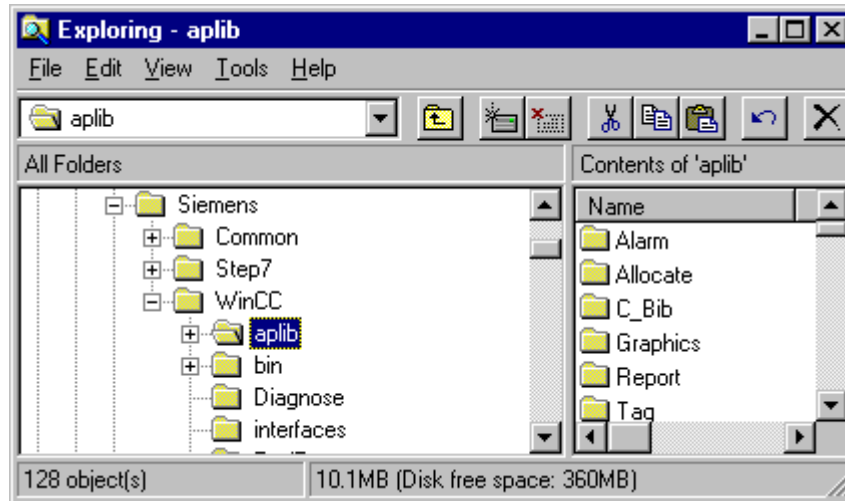 Exploring - aplib
File Edit View Tools Help
aplib
All Folders
Contents of 'aplib'
Siemens
Common
Step7
WinCC
aplib
bin
Diagnose
interfaces
Name
Alarm
Allocate
C_Bib
Graphics
Report
Tag
128 object(s)
10.1MB (Disk free space: 360MB)